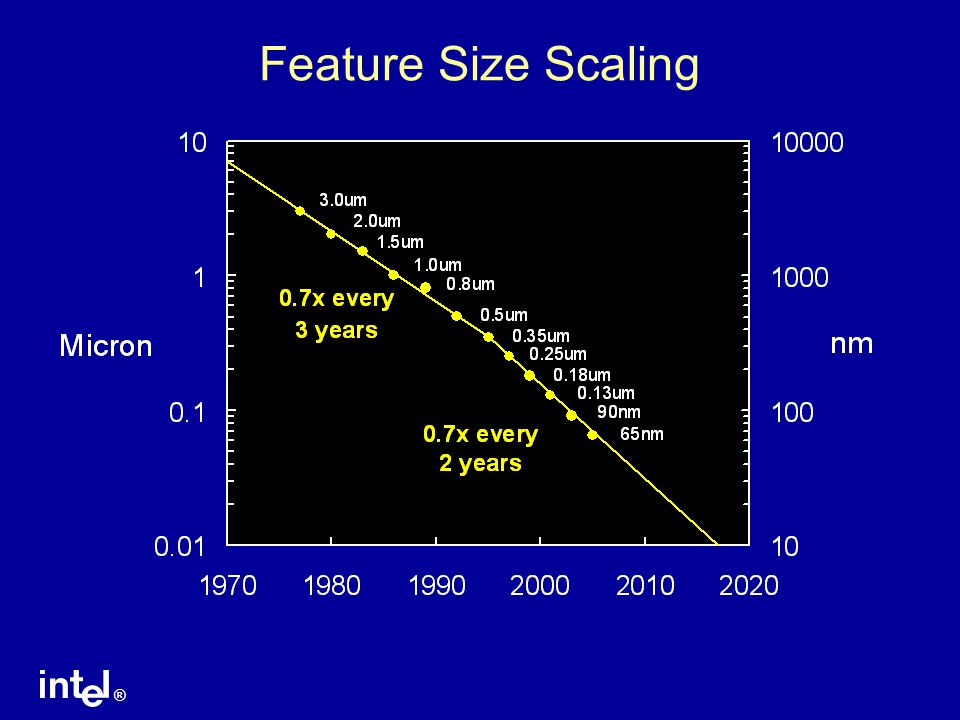 Feature Size Scaling
10
10000
3.0um
2.0um
1.5um
1.0um
1
1000
0.8um
0.7x every
3 years
0.5um
0.35um
Micron
nm
0.25um
0.18um
0.13um
0.1
90nm
100
0.7x every
2 years
65nm
0.01
10
1970 1980 1990 2000 2010 2020
intel ®